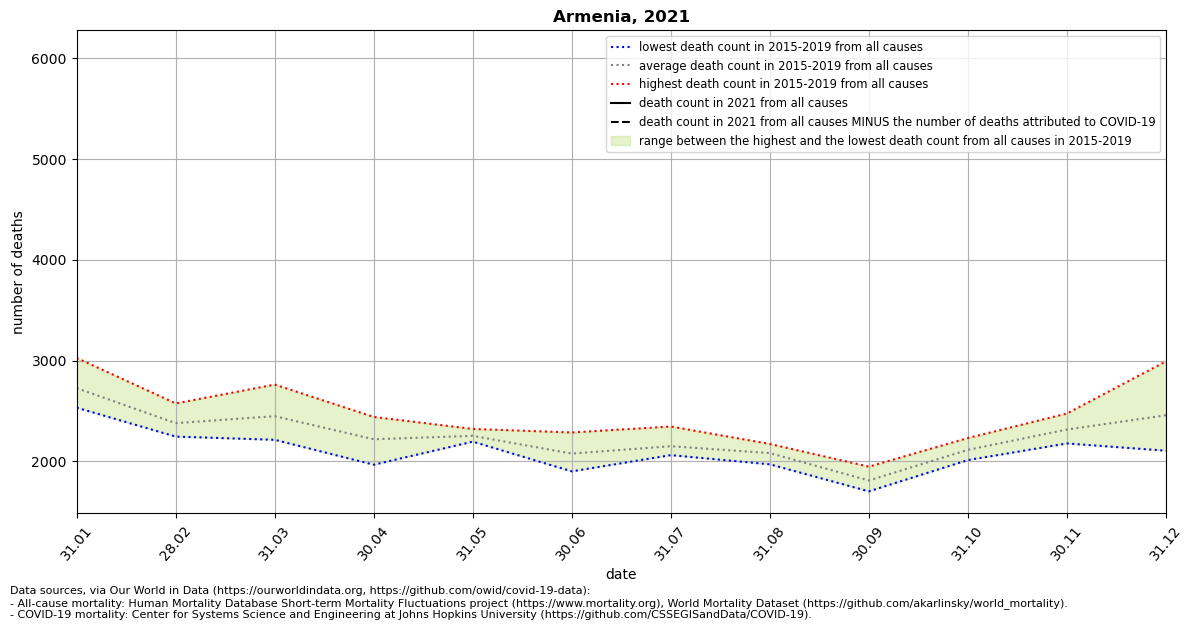 Armenia, 2021
6000
5000
4000
3000
2000
number of deaths
lowest death count in 2015-2019 from all causes
average death count in 2015-2019 from all causes
highest death count in 2015-2019 from all causes
death count in 2021 from all causes
death count in 2021 from all causes MINUS the number of deaths attributed to COVID-19
range between the highest and the lowest death count from all causes in 2015-2019
31.01 28.02 31.03 30.04 31.05 30.06 31.07 31.08 30.09 31.10 30.11 31.12
date
Data sources, via Our World in Data (https://ourworldindata.org, https://github.com/owid/covid-19-data):
- All-cause mortality: Human Mortality Database Short-term Mortality Fluctuations project (https://www.mortality.org), World Mortality Dataset (https://github.com/akarlinsky/world_mortality).
- COVID-19 mortality: Center for Systems Science and Engineering at Johns Hopkins University (https://github.com/CSSEGISandData/COVID-19).